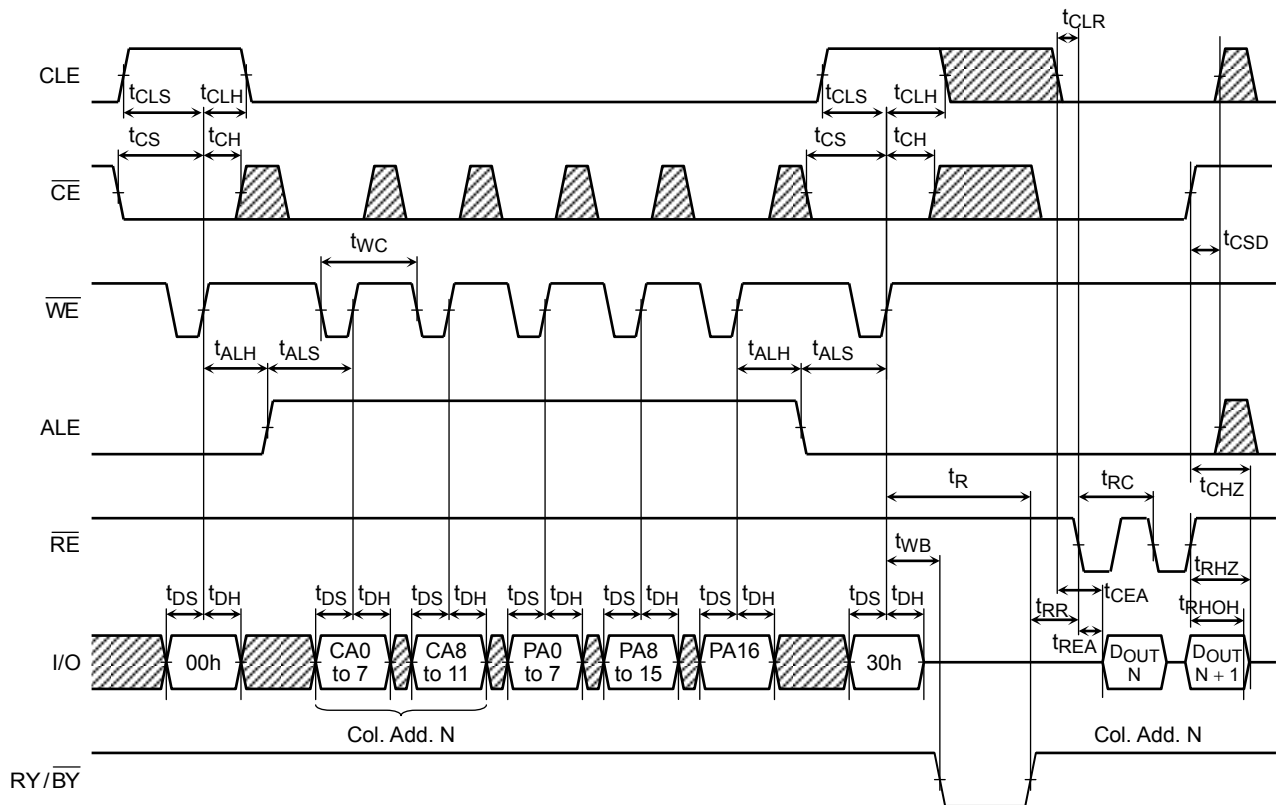 tCLR
CLE
tCLS tCLH tCLS tCLH
tCS tCH tCS tCH
CE
tWC tCSD
WE
tALH tALS tALH tALS
ALE
tR tRC tCHZ
RE
tWB tRHZ
tDS tDH tDS tDH tDS tDH tDS tDH tDS tDH tDS tDH tDS tDH tCEA
tRR tRHOH
tREA
I/O 00h CA0 to 7 CA8 to 11 PA0 to 7 PA8 to 15 PA16 30h DOUT N DOUT N + 1
Col. Add. N Col. Add. N
RY/BY